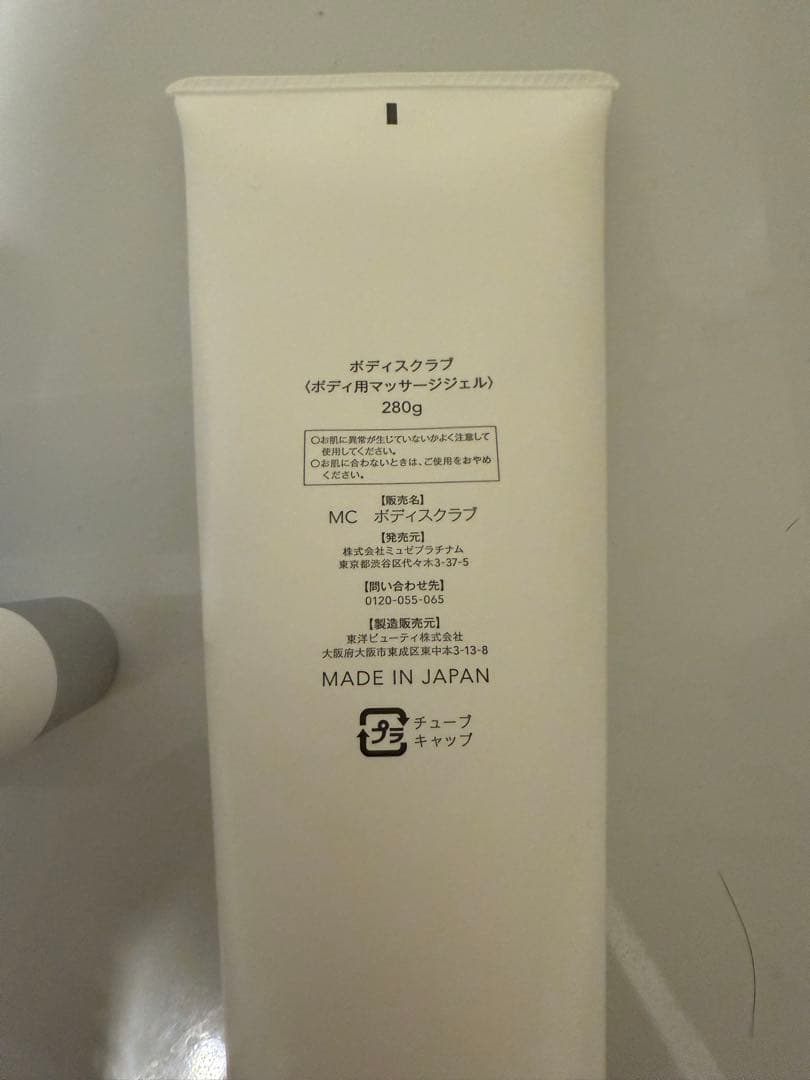 ボディスクラブ
〈ボディ用マッサージジェル〉
280g
○お肌に異常が生じていないかよく注意して
使用してください。
○お肌に合わないときは、ご使用をおやめ
ください。
【販売名】
MC ボディスクラブ
【発売元】
株式会社ミュゼプラチナム
東京都渋谷区代々木3-37-5
【問い合わせ先】
0120-055-065
【製造販売元】
東洋ビューティ株式会社
大阪府大阪市東成区東中本3-13-8
MADE IN JAPAN
プラ チューブ
キャップ